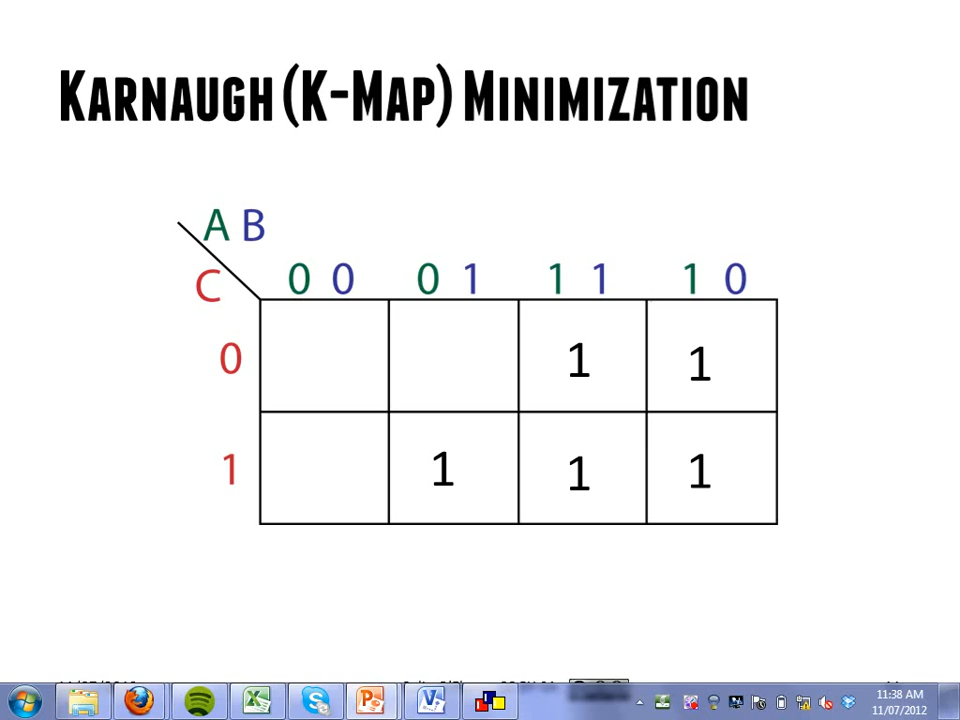 Karnaugh (K-Map) Minimization
A B
C
0 0 0 1 1 1 1 0
0 1 1
1 1 1 1
11:38 AM
11/07/2012